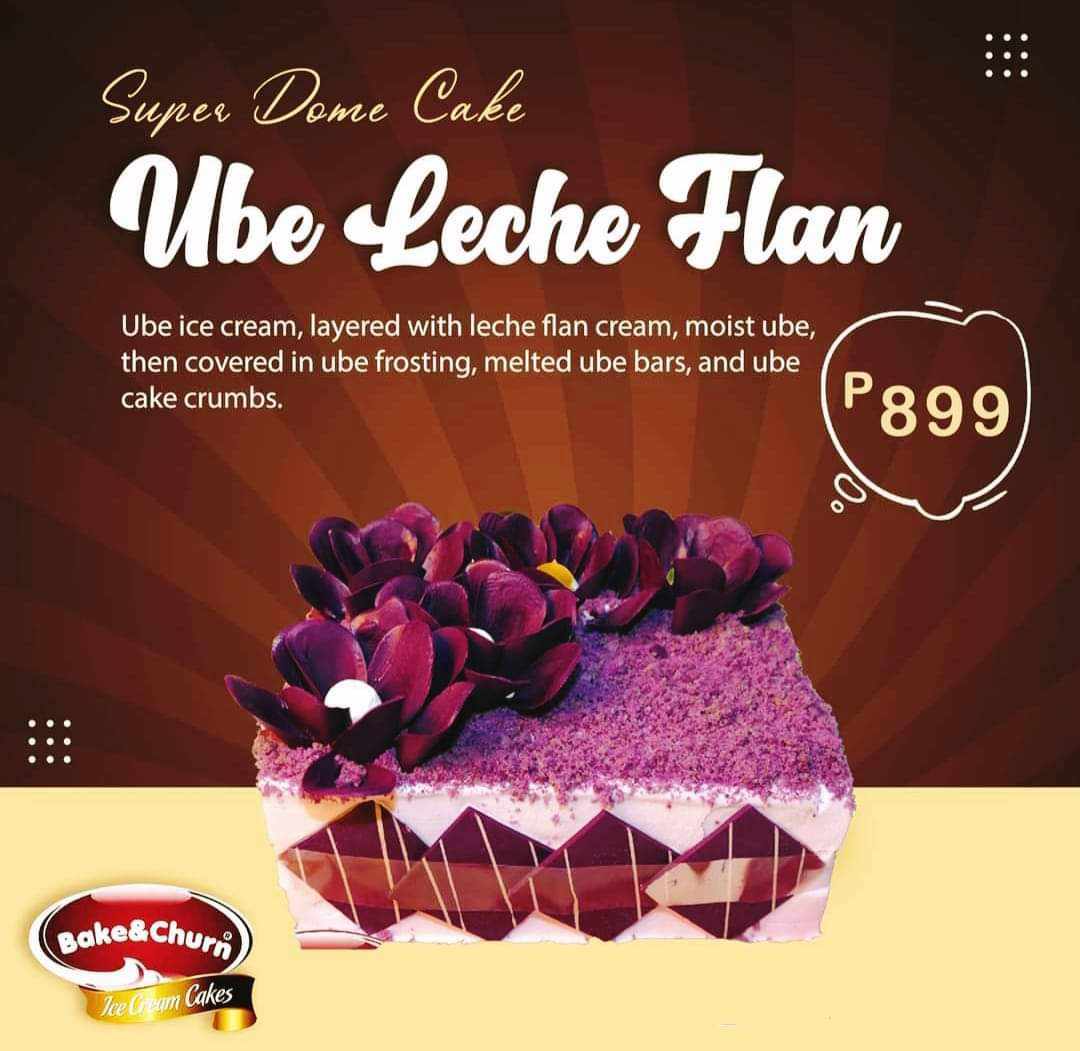 Super Dome Cake
Ube Leche Flan
Ube ice cream, layered with leche flan cream, moist ube,
then covered in ube frosting, melted ube bars, and ube
cake crumbs.
P899
Bake&Churn®
Ice Cream Cakes